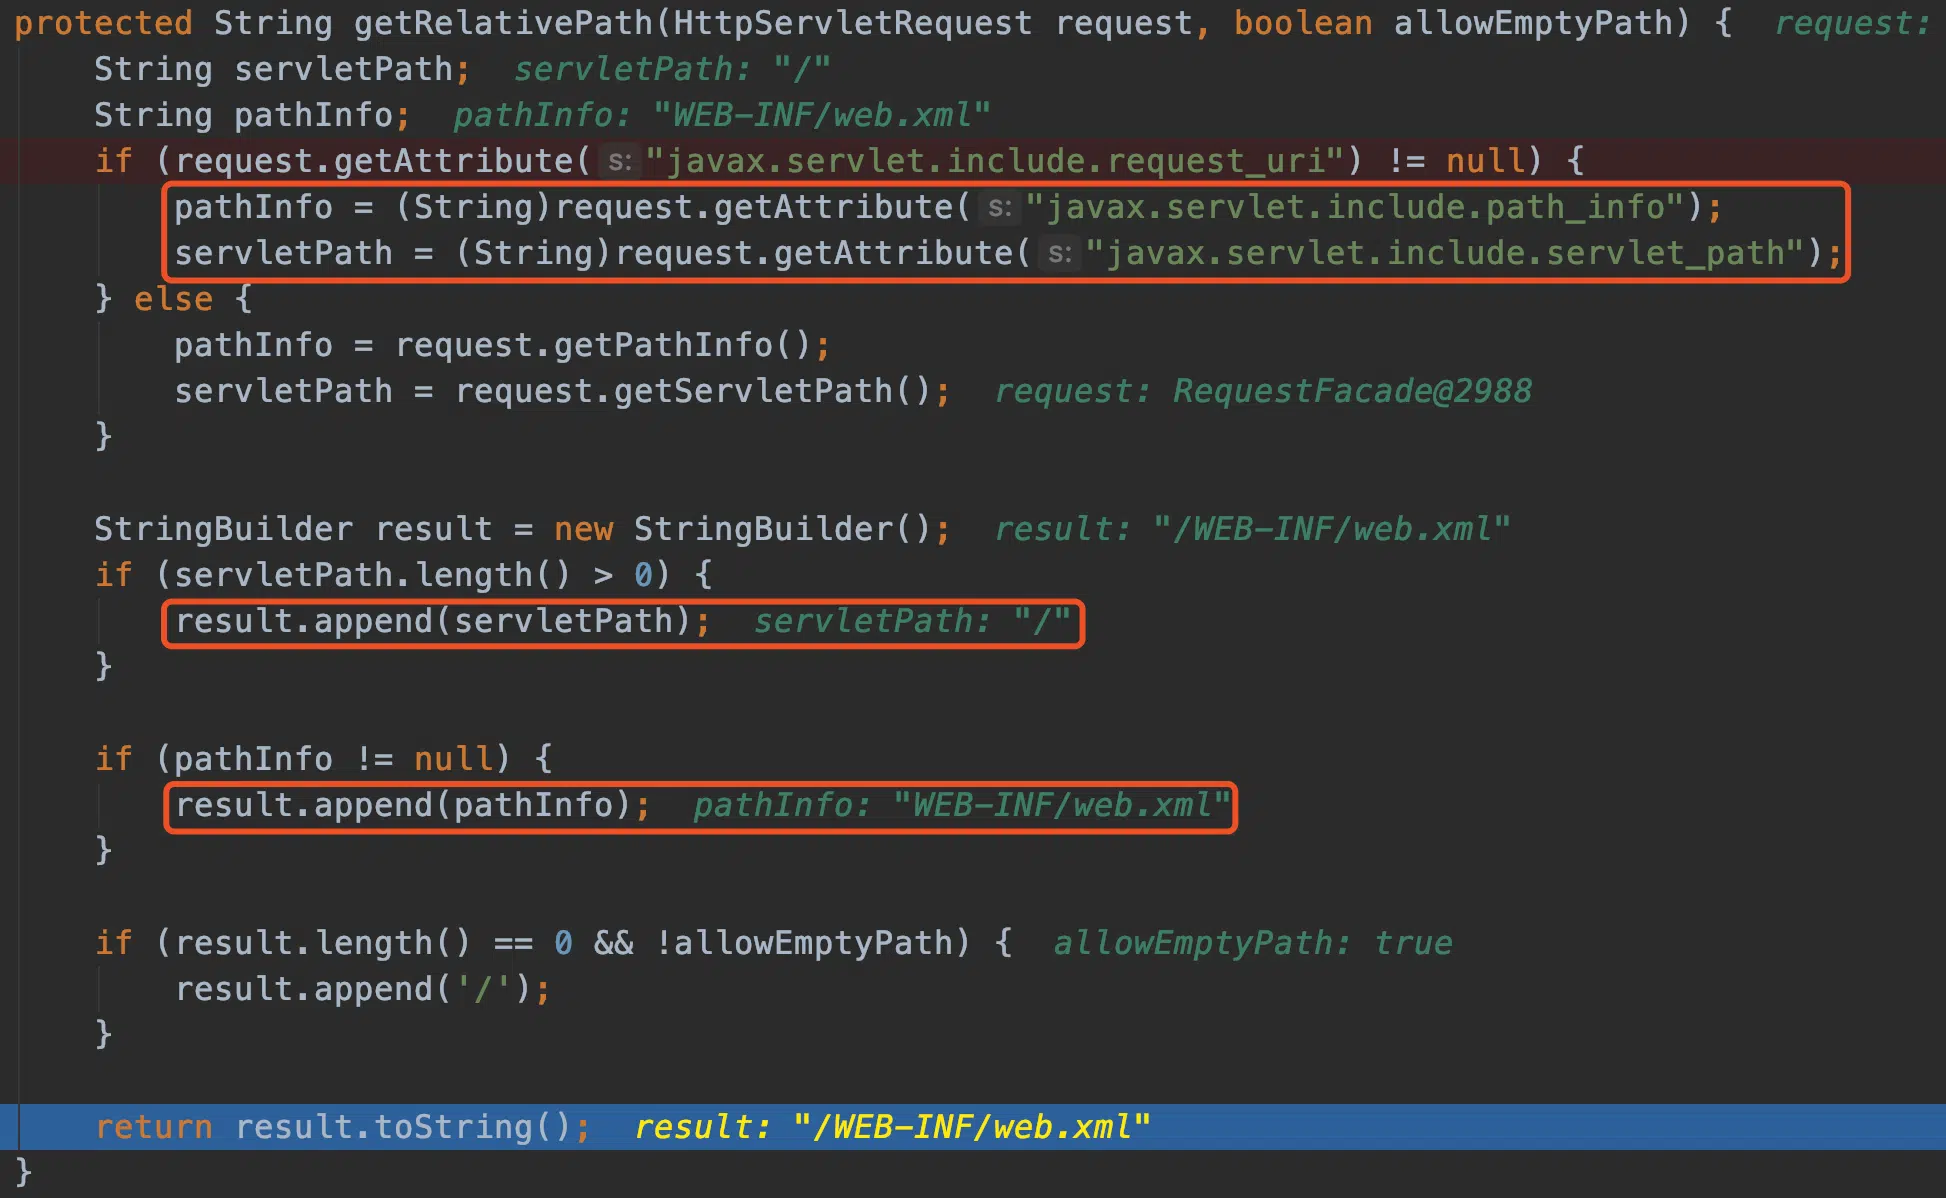 protected String getRelativePath(HttpServletRequest request, boolean allowEmptyPath) {  request:
    String servletPath;  servletPath: "/"
    String pathInfo;  pathInfo: "WEB-INF/web.xml"
    if (request.getAttribute( s: "javax.servlet.include.request_uri") != null) {
        pathInfo = (String)request.getAttribute( s: "javax.servlet.include.path_info");
        servletPath = (String)request.getAttribute( s: "javax.servlet.include.servlet_path");
    } else {
        pathInfo = request.getPathInfo();
        servletPath = request.getServletPath();  request: RequestFacade@2988
    }
    StringBuilder result = new StringBuilder();  result: "/WEB-INF/web.xml"
    if (servletPath.length() > 0) {
        result.append(servletPath);  servletPath: "/"
    }
    if (pathInfo != null) {
        result.append(pathInfo);  pathInfo: "WEB-INF/web.xml"
    }
    if (result.length() == 0 && !allowEmptyPath) {  allowEmptyPath: true
        result.append('/');
    }
    return result.toString();  result: "/WEB-INF/web.xml"
}